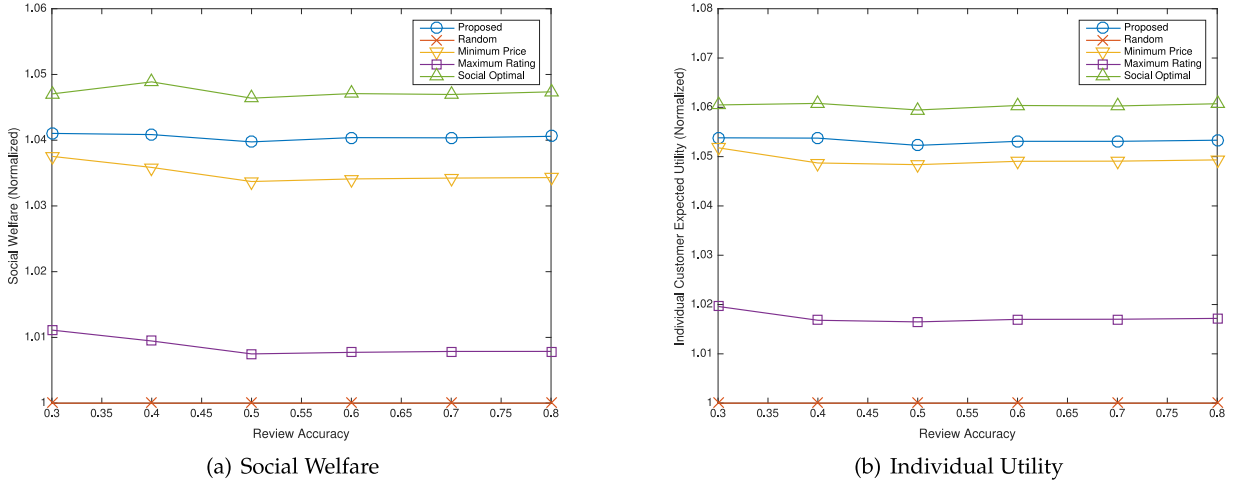 1.06
1.05
1.04
1.03
1.02
1.01
1
Social Welfare (Normalized)
Proposed
Random
Minimum Price
Maximum Rating
Social Optimal
0.3 0.35 0.4 0.45 0.5 0.55 0.6 0.65 0.7 0.75 0.8
Review Accuracy
(a) Social Welfare
1.08
1.07
1.06
1.05
1.04
1.03
1.02
1.01
1
Individual Customer Expected Utility (Normalized)
Proposed
Random
Minimum Price
Maximum Rating
Social Optimal
0.3 0.35 0.4 0.45 0.5 0.55 0.6 0.65 0.7 0.75 0.8
Review Accuracy
(b) Individual Utility